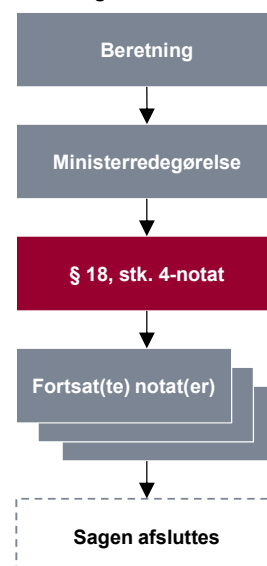 Beretning
Ministerredegørelse
§ 18, stk. 4-notat
Fortsat(te) notat(er)
Sagen afsluttes